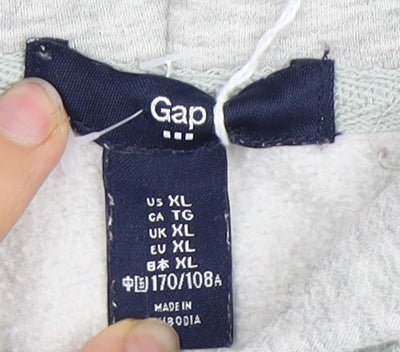 Gap
US XL
CA TG
UK XL
EU XL
日本 XL
中国 170/108A
MADE IN